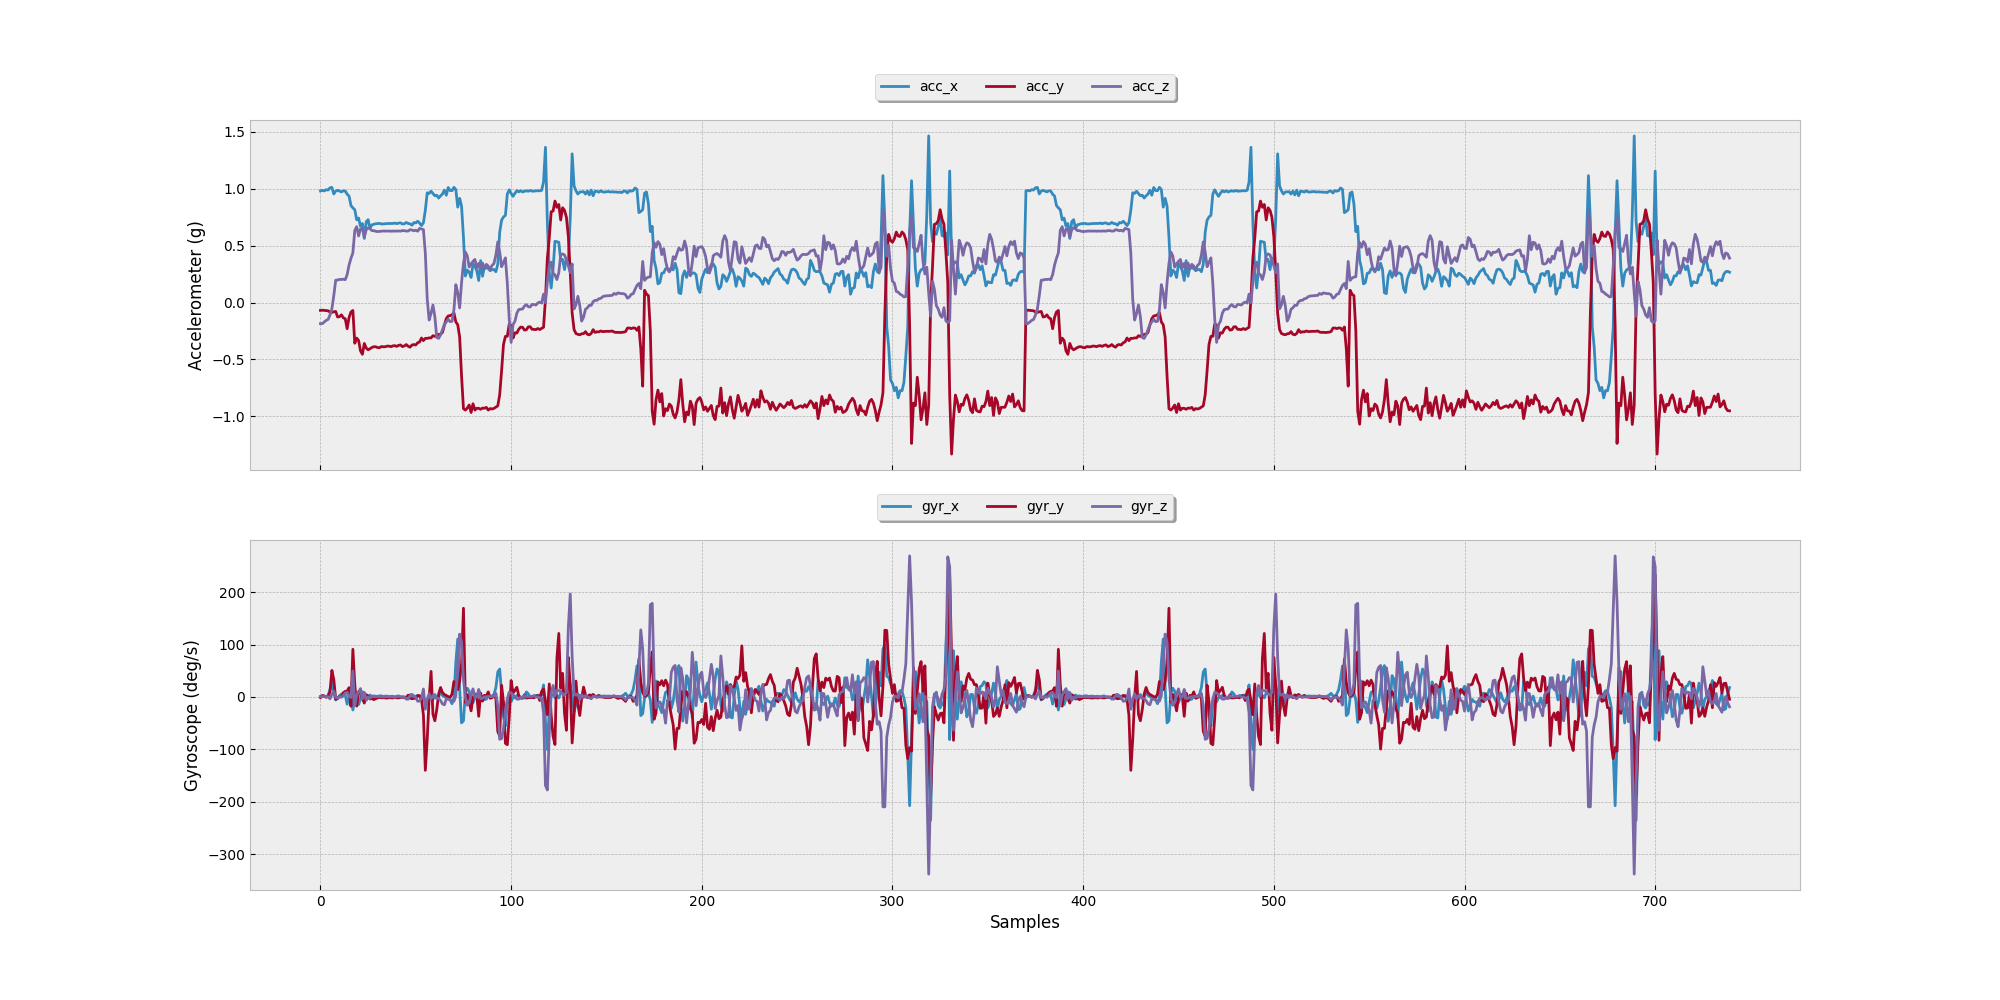 acc_x acc_y acc_z
1.5
1.0
0.5
0.0
−0.5
−1.0
Accelerometer (g)
gyr_x gyr_y gyr_z
200
100
0
−100
−200
−300
Gyroscope (deg/s)
0 100 200 300 400 500 600 700
Samples